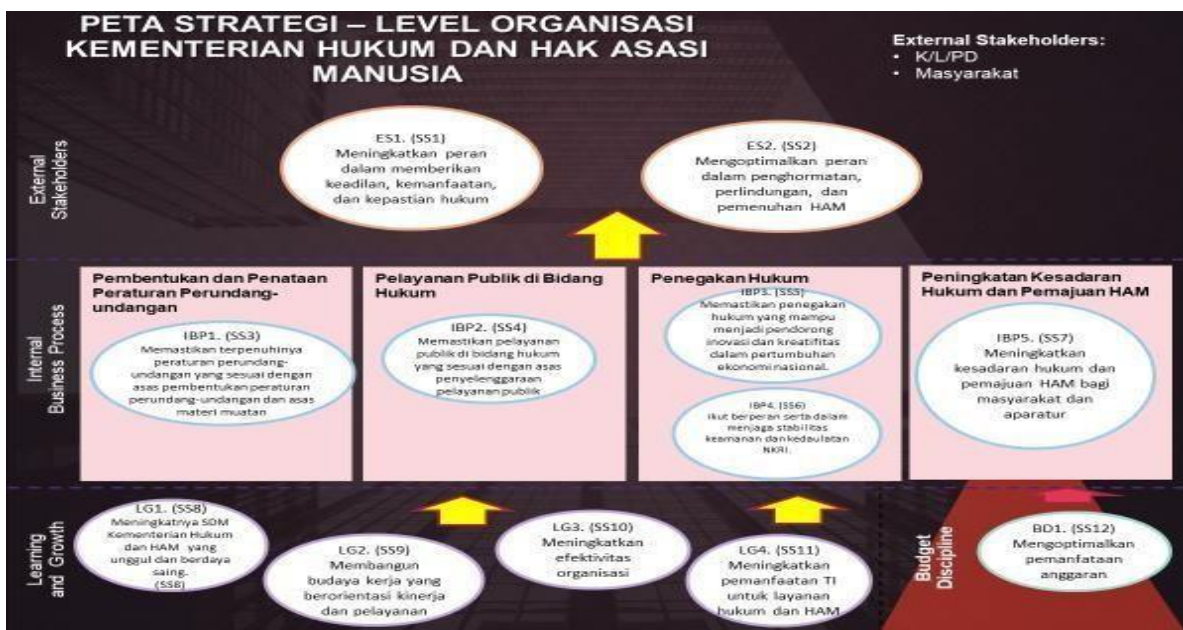 PETA STRATEGI – LEVEL ORGANISASI
KEMENTERIAN HUKUM DAN HAK ASASI
MANUSIA
External Stakeholders:
• K/L/PD
• Masyarakat
External
Stakeholders
ES1. (SS1)
Meningkatkan peran
dalam memberikan
keadilan, kemanfaatan,
dan kepastian hukum
ES2. (SS2)
Mengoptimalkan peran
dalam penghormatan,
perlindungan, dan
pemenuhan HAM
Internal
Business Process
Pembentukan dan Penataan
Peraturan Perundang-
undangan
IBP1. (SS3)
Memastikan terpenuhinya
peraturan perundang-
undangan yang sesuai dengan
asas pembentukan peraturan
perundang-undangan dan asas
materi muatan
Pelayanan Publik di Bidang
Hukum
IBP2. (SS4)
Memastikan pelayanan
publik di bidang hukum
yang sesuai dengan asas
penyelenggaraan
pelayanan publik
Penegakan Hukum
IBP3. (SS5)
Memastikan penegakan
hukum yang mampu
menjadi pendorong
inovasi dan kreatifitas
dalam pertumbuhan
ekonomi nasional.
IBP4. (SS6)
Ikut berperan serta dalam
menjaga stabilitas
keamanan dan kedaulatan
NKRI.
Peningkatan Kesadaran
Hukum dan Pemajuan HAM
IBP5. (SS7)
Meningkatkan
kesadaran hukum dan
pemajuan HAM bagi
masyarakat dan
aparatur
Learning
and Growth
LG1. (SS8)
Meningkatnya SDM
Kementerian Hukum
dan HAM yang
unggul dan berdaya
saing.
(SS8)
LG2. (SS9)
Membangun
budaya kerja yang
berorientasi kinerja
dan pelayanan
LG3. (SS10)
Meningkatkan
efektivitas
organisasi
LG4. (SS11)
Meningkatkan
pemanfaatan TI
untuk layanan
hukum dan HAM
Budget
Discipline
BD1. (SS12)
Mengoptimalkan
pemanfataan
anggaran